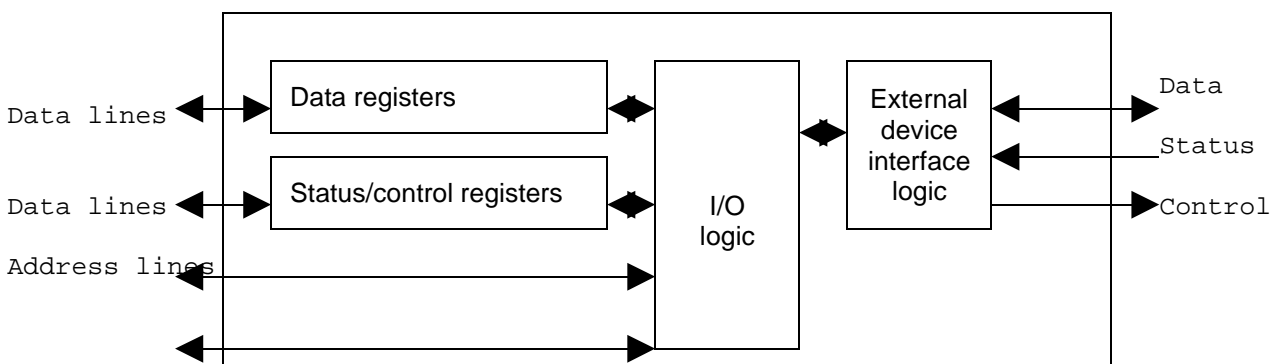 Data lines
Data registers
Data lines
Status/control registers
Address lines
I/O
logic
External
device
interface
logic
Data
Status
Control